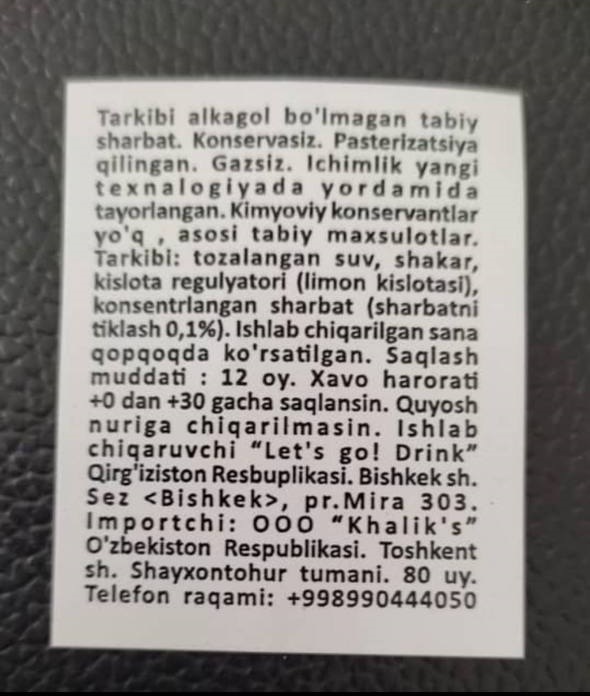 Tarkibi alkagol bo'lmagan tabiy
sharbat. Konservasiz. Pasterizatsiya
qilingan. Gazsiz. Ichimlik yangi
texnalogiyada yordamida
tayorlangan. Kimyoviy konservantlar
yo'q , asosi tabiy maxsulotlar.
Tarkibi: tozalangan suv, shakar,
kislota regulyatori (limon kislotasi),
konsentrlangan sharbat (sharbatni
tiklash 0,1%). Ishlab chiqarilgan sana
qopqoqda ko'rsatilgan. Saqlash
muddati : 12 oy. Xavo harorati
+0 dan +30 gacha saqlansin. Quyosh
nuriga chiqarilmasin. Ishlab
chiqaruvchi “Let's go! Drink”
Qirg'iziston Resbuplikasi. Bishkek sh.
Sez <Bishkek>, pr.Mira 303.
Importchi: OOO “Khalik's”
O'zbekiston Respublikasi. Toshkent
sh. Shayxontohur tumani. 80 uy.
Telefon raqami: +998990444050